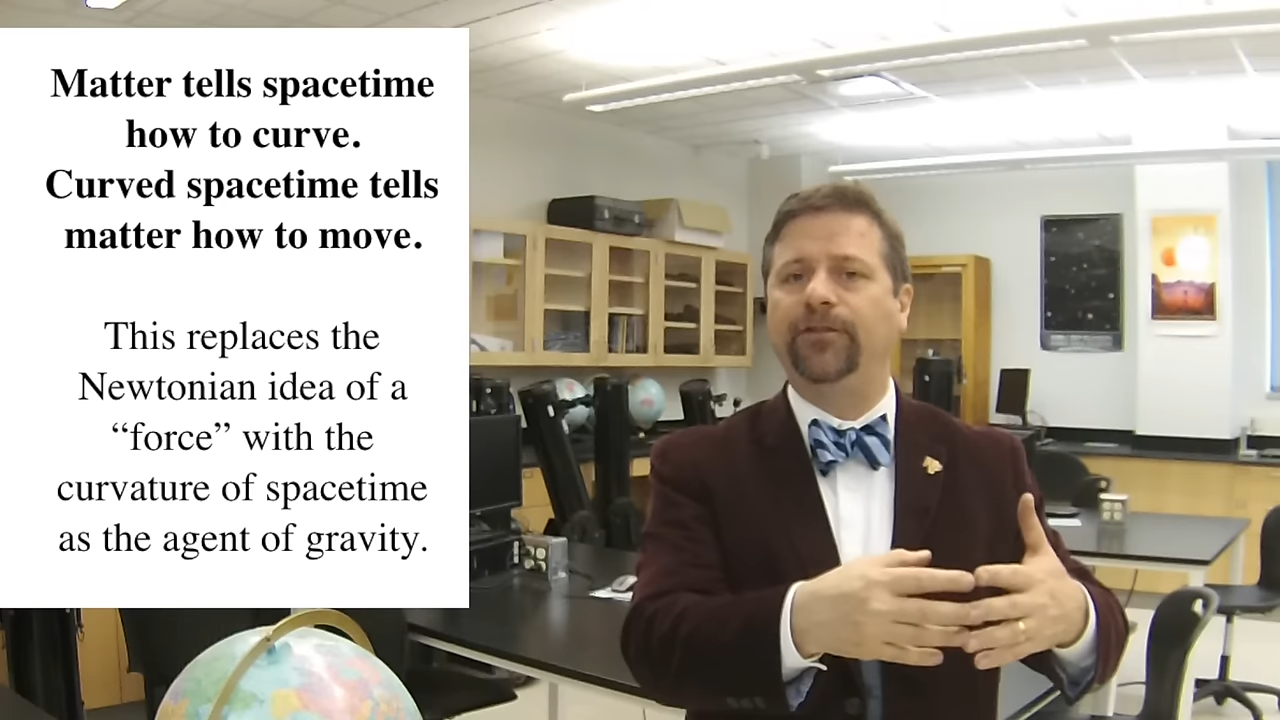 Matter tells spacetime
how to curve.
Curved spacetime tells
matter how to move.
This replaces the
Newtonian idea of a
“force” with the
curvature of spacetime
as the agent of gravity.